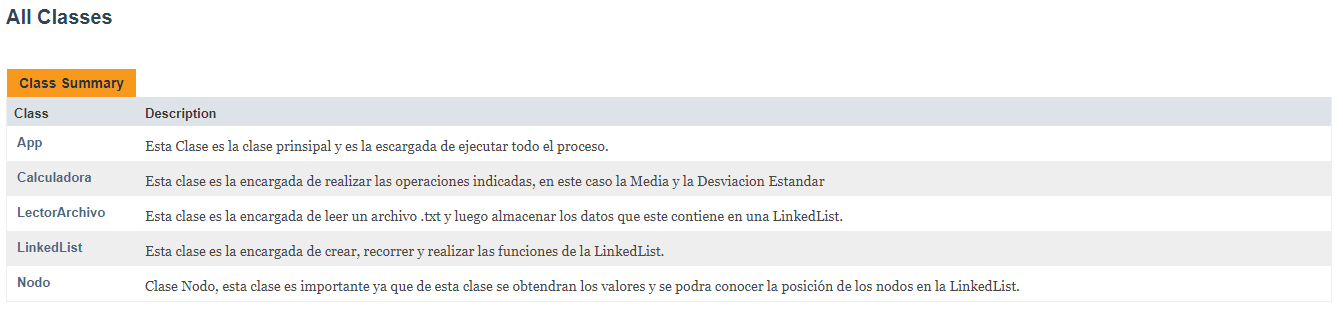 All Classes
Class Summary
Class Description
App Esta Clase es la clase prinsipal y es la escargada de ejecutar todo el proceso.
Calculadora Esta clase es la encargada de realizar las operaciones indicadas, en este caso la Media y la Desviacion Estandar
LectorArchivo Esta clase es la encargada de leer un archivo .txt y luego almacenar los datos que este contiene en una LinkedList.
LinkedList Esta clase es la encargada de crear, recorrer y realizar las funciones de la LinkedList.
Nodo Clase Nodo, esta clase es importante ya que de esta clase se obtendran los valores y se podra conocer la posición de los nodos en la LinkedList.